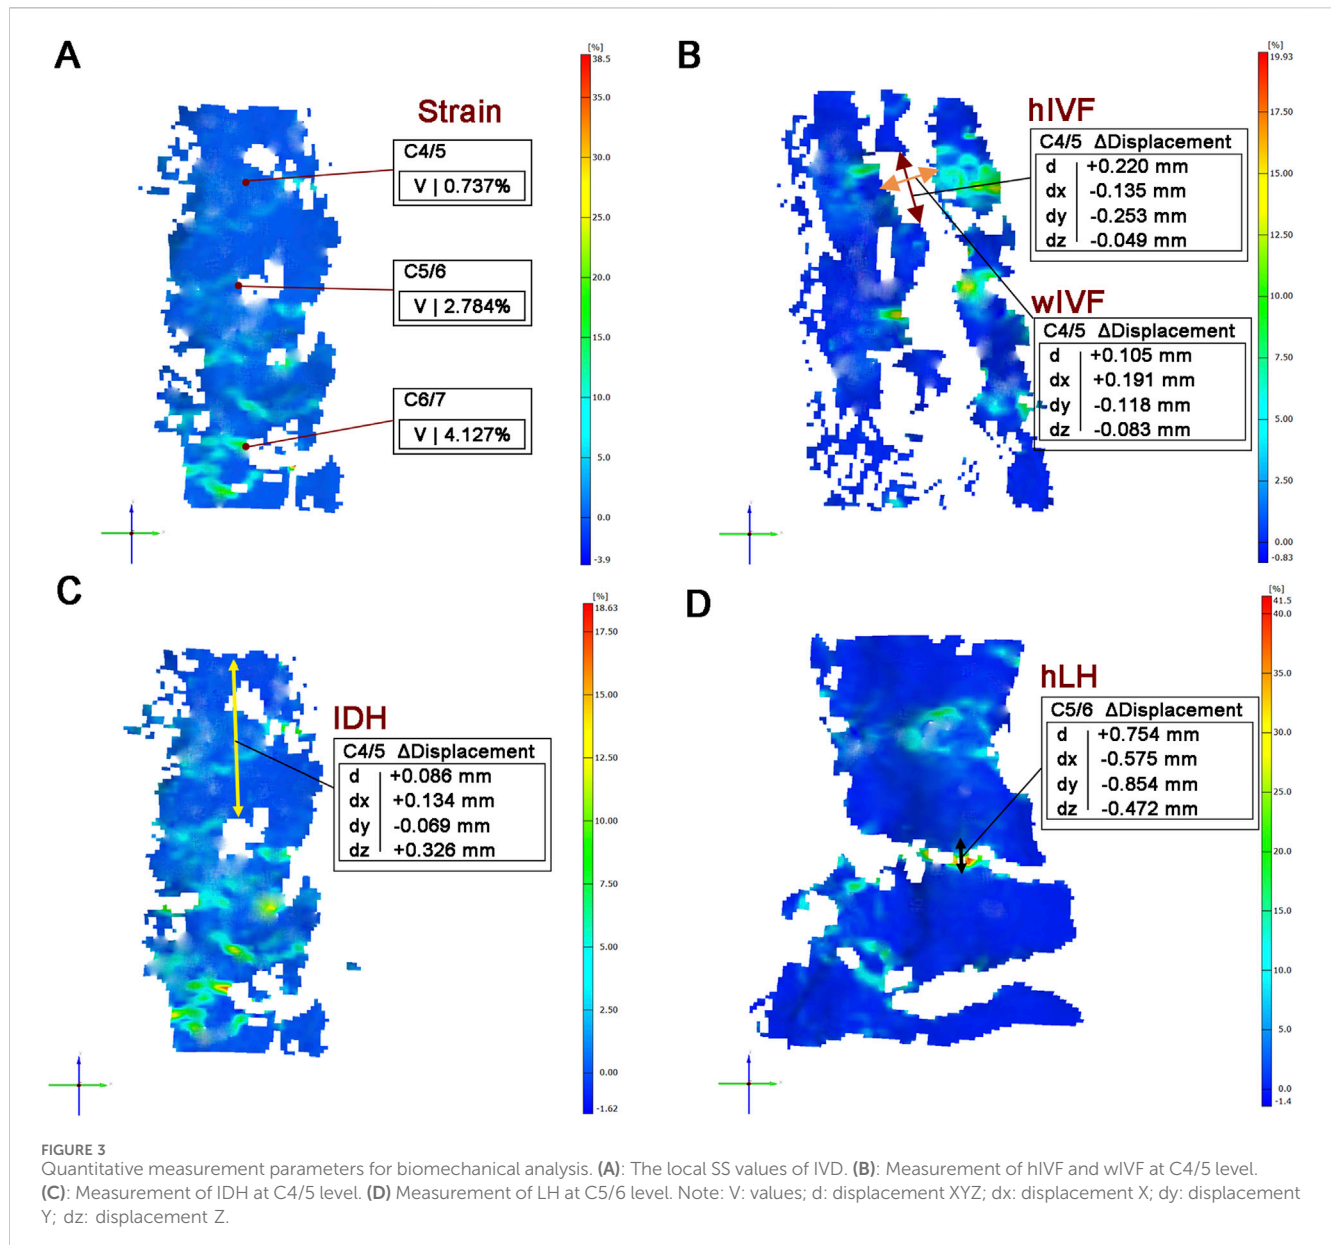 A
[%]
38.5
35.0
30.0
25.0
20.0
15.0
10.0
5.0
0.0
-3.9
Strain
C4/5
V | 0.737%
C5/6
V | 2.784%
C6/7
V | 4.127%
B
[%]
19.93
17.50
15.00
12.50
10.00
7.50
5.00
2.50
0.00
-0.83
hIVF
C4/5 ΔDisplacement
d +0.220 mm
dx -0.135 mm
dy -0.253 mm
dz -0.049 mm
wIVF
C4/5 ΔDisplacement
d +0.105 mm
dx +0.191 mm
dy -0.118 mm
dz -0.083 mm
C
[%]
18.63
17.50
15.00
12.50
10.00
7.50
5.00
2.50
0.00
-1.62
IDH
C4/5 ΔDisplacement
d +0.086 mm
dx +0.134 mm
dy -0.069 mm
dz +0.326 mm
D
[%]
41.5
40.0
35.0
30.0
25.0
20.0
15.0
10.0
5.0
0.0
-1.4
hLH
C5/6 ΔDisplacement
d +0.754 mm
dx -0.575 mm
dy -0.854 mm
dz -0.472 mm
FIGURE 3
Quantitative measurement parameters for biomechanical analysis. (A): The local SS values of IVD. (B): Measurement of hIVF and wIVF at C4/5 level.
(C): Measurement of IDH at C4/5 level. (D) Measurement of LH at C5/6 level. Note: V: values; d: displacement XYZ; dx: displacement X; dy: displacement
Y; dz: displacement Z.